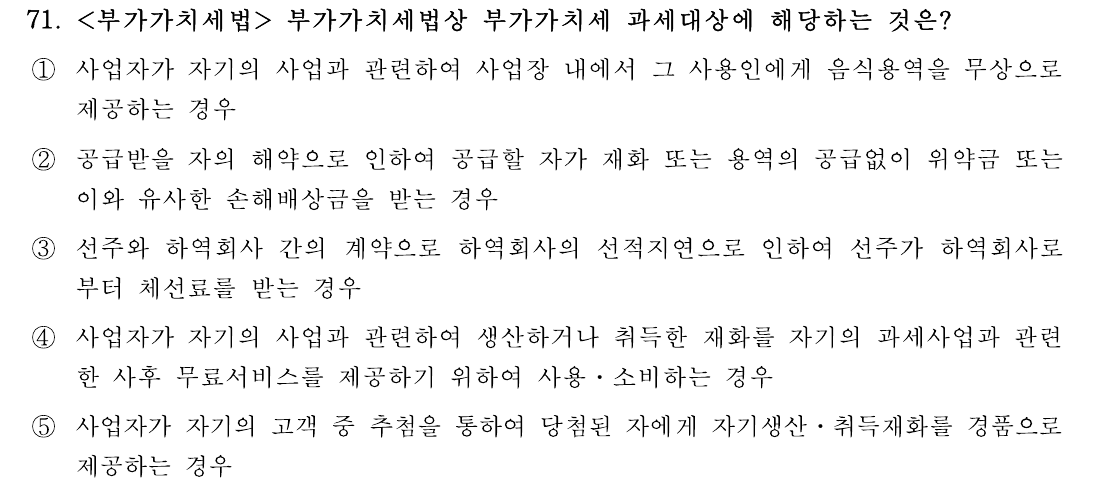 71. <부가가치세법> 부가가치세법상 부가가치세 과세대상에 해당하는 것은?
① 사업자가 자기의 사업과 관련하여 사업장 내에서 그 사용인에게 음식용역을 무상으로
제공하는 경우
② 공급받을 자의 해약으로 인하여 공급할 자가 재화 또는 용역의 공급없이 위약금 또는
이와 유사한 손해배상금을 받는 경우
③ 선주와 하역회사 간의 계약으로 하역회사의 선적지연으로 인하여 선주가 하역회사로
부터 체선료를 받는 경우
④ 사업자가 자기의 사업과 관련하여 생산하거나 취득한 재화를 자기의 과세사업과 관련
한 사후 무료서비스를 제공하기 위하여 사용・소비하는 경우
⑤ 사업자가 자기의 고객 중 추첨을 통하여 당첨된 자에게 자기생산・취득재화를 경품으로
제공하는 경우